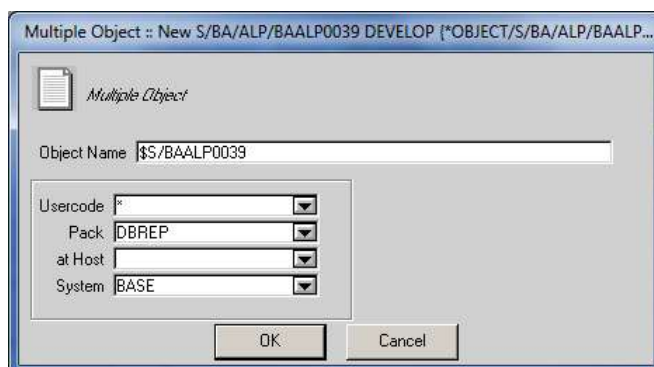 Multiple Object :: New S/BA/ALP/BAALP0039 DEVELOP {*OBJECT/S/BA/ALP/BAALP...
Multiple Object
Object Name $S/BAALP0039
Usercode *
Pack DBREP
at Host
System BASE
OK Cancel